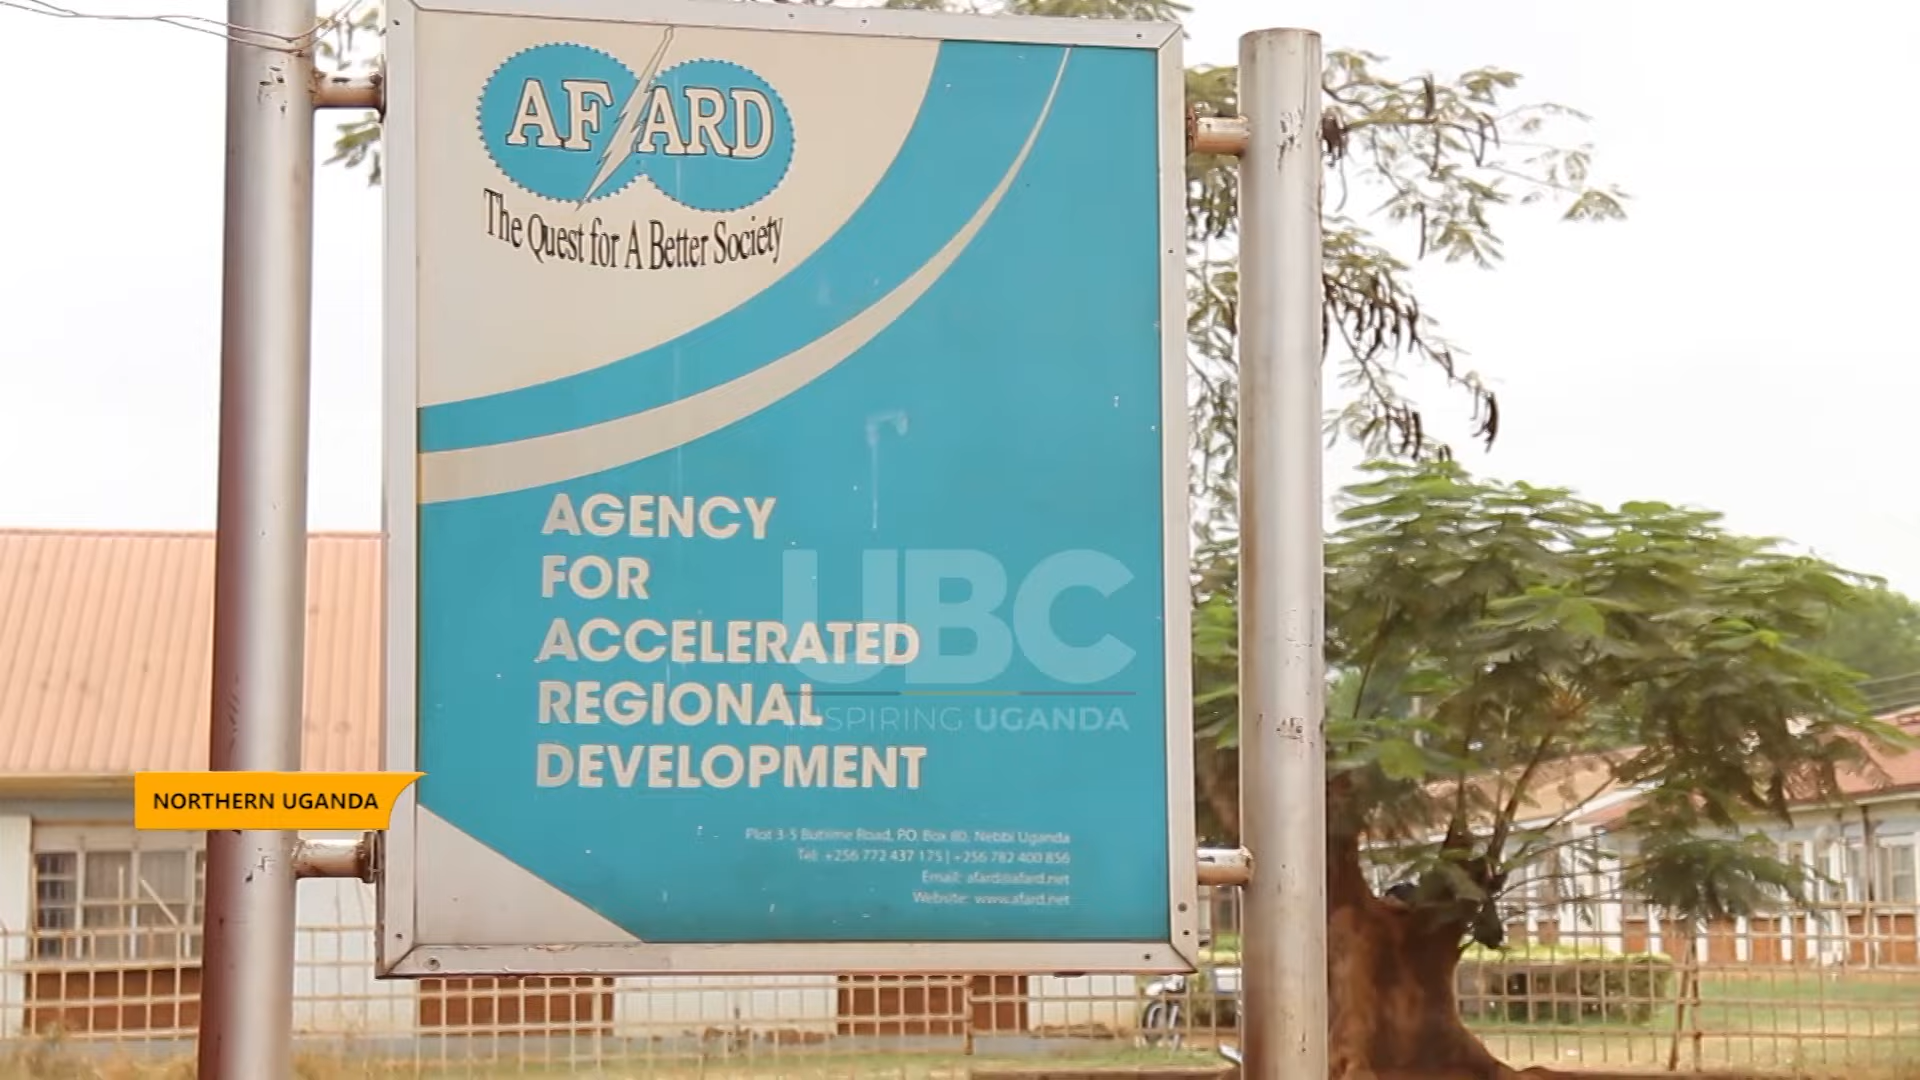 AFARD
The Quest for A Better Society
AGENCY
FOR
ACCELERATED
REGIONAL
DEVELOPMENT
UBC
INSPIRING UGANDA
NORTHERN UGANDA
Plot 3-5 Butiime Road, P.O. Box 80, Nebbi Uganda
Tel: +256 772 437 175 | +256 782 400 856
Email: afard@afard.net
Website: www.afard.net